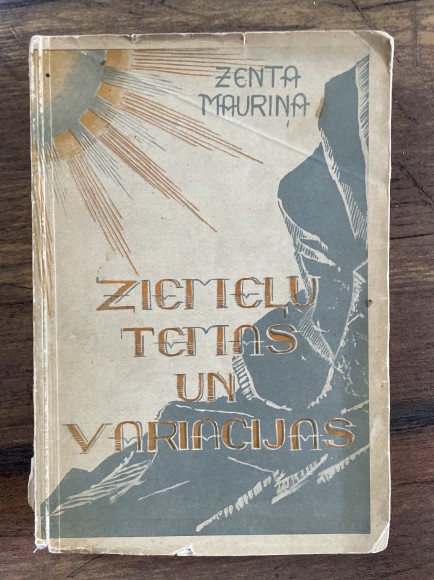 ZENTA
MAURIŅA
ZIEMEĻU
TEMAS
UN
VARIACIJAS